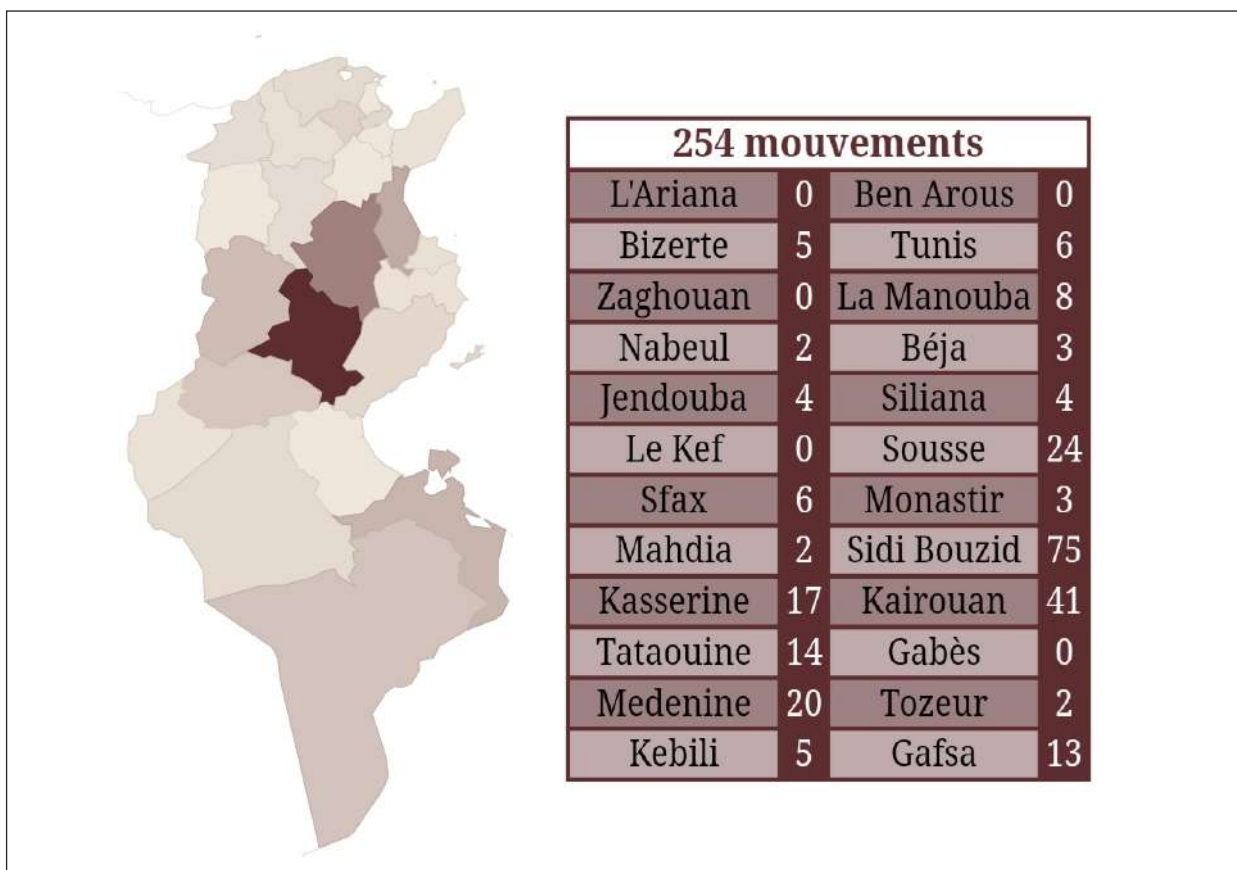 254 mouvements
L'Ariana 0 Ben Arous 0
Bizerte 5 Tunis 6
Zaghouan 0 La Manouba 8
Nabeul 2 Béja 3
Jendouba 4 Siliana 4
Le Kef 0 Sousse 24
Sfax 6 Monastir 3
Mahdia 2 Sidi Bouzid 75
Kasserine 17 Kairouan 41
Tataouine 14 Gabès 0
Medenine 20 Tozeur 2
Kebili 5 Gafsa 13